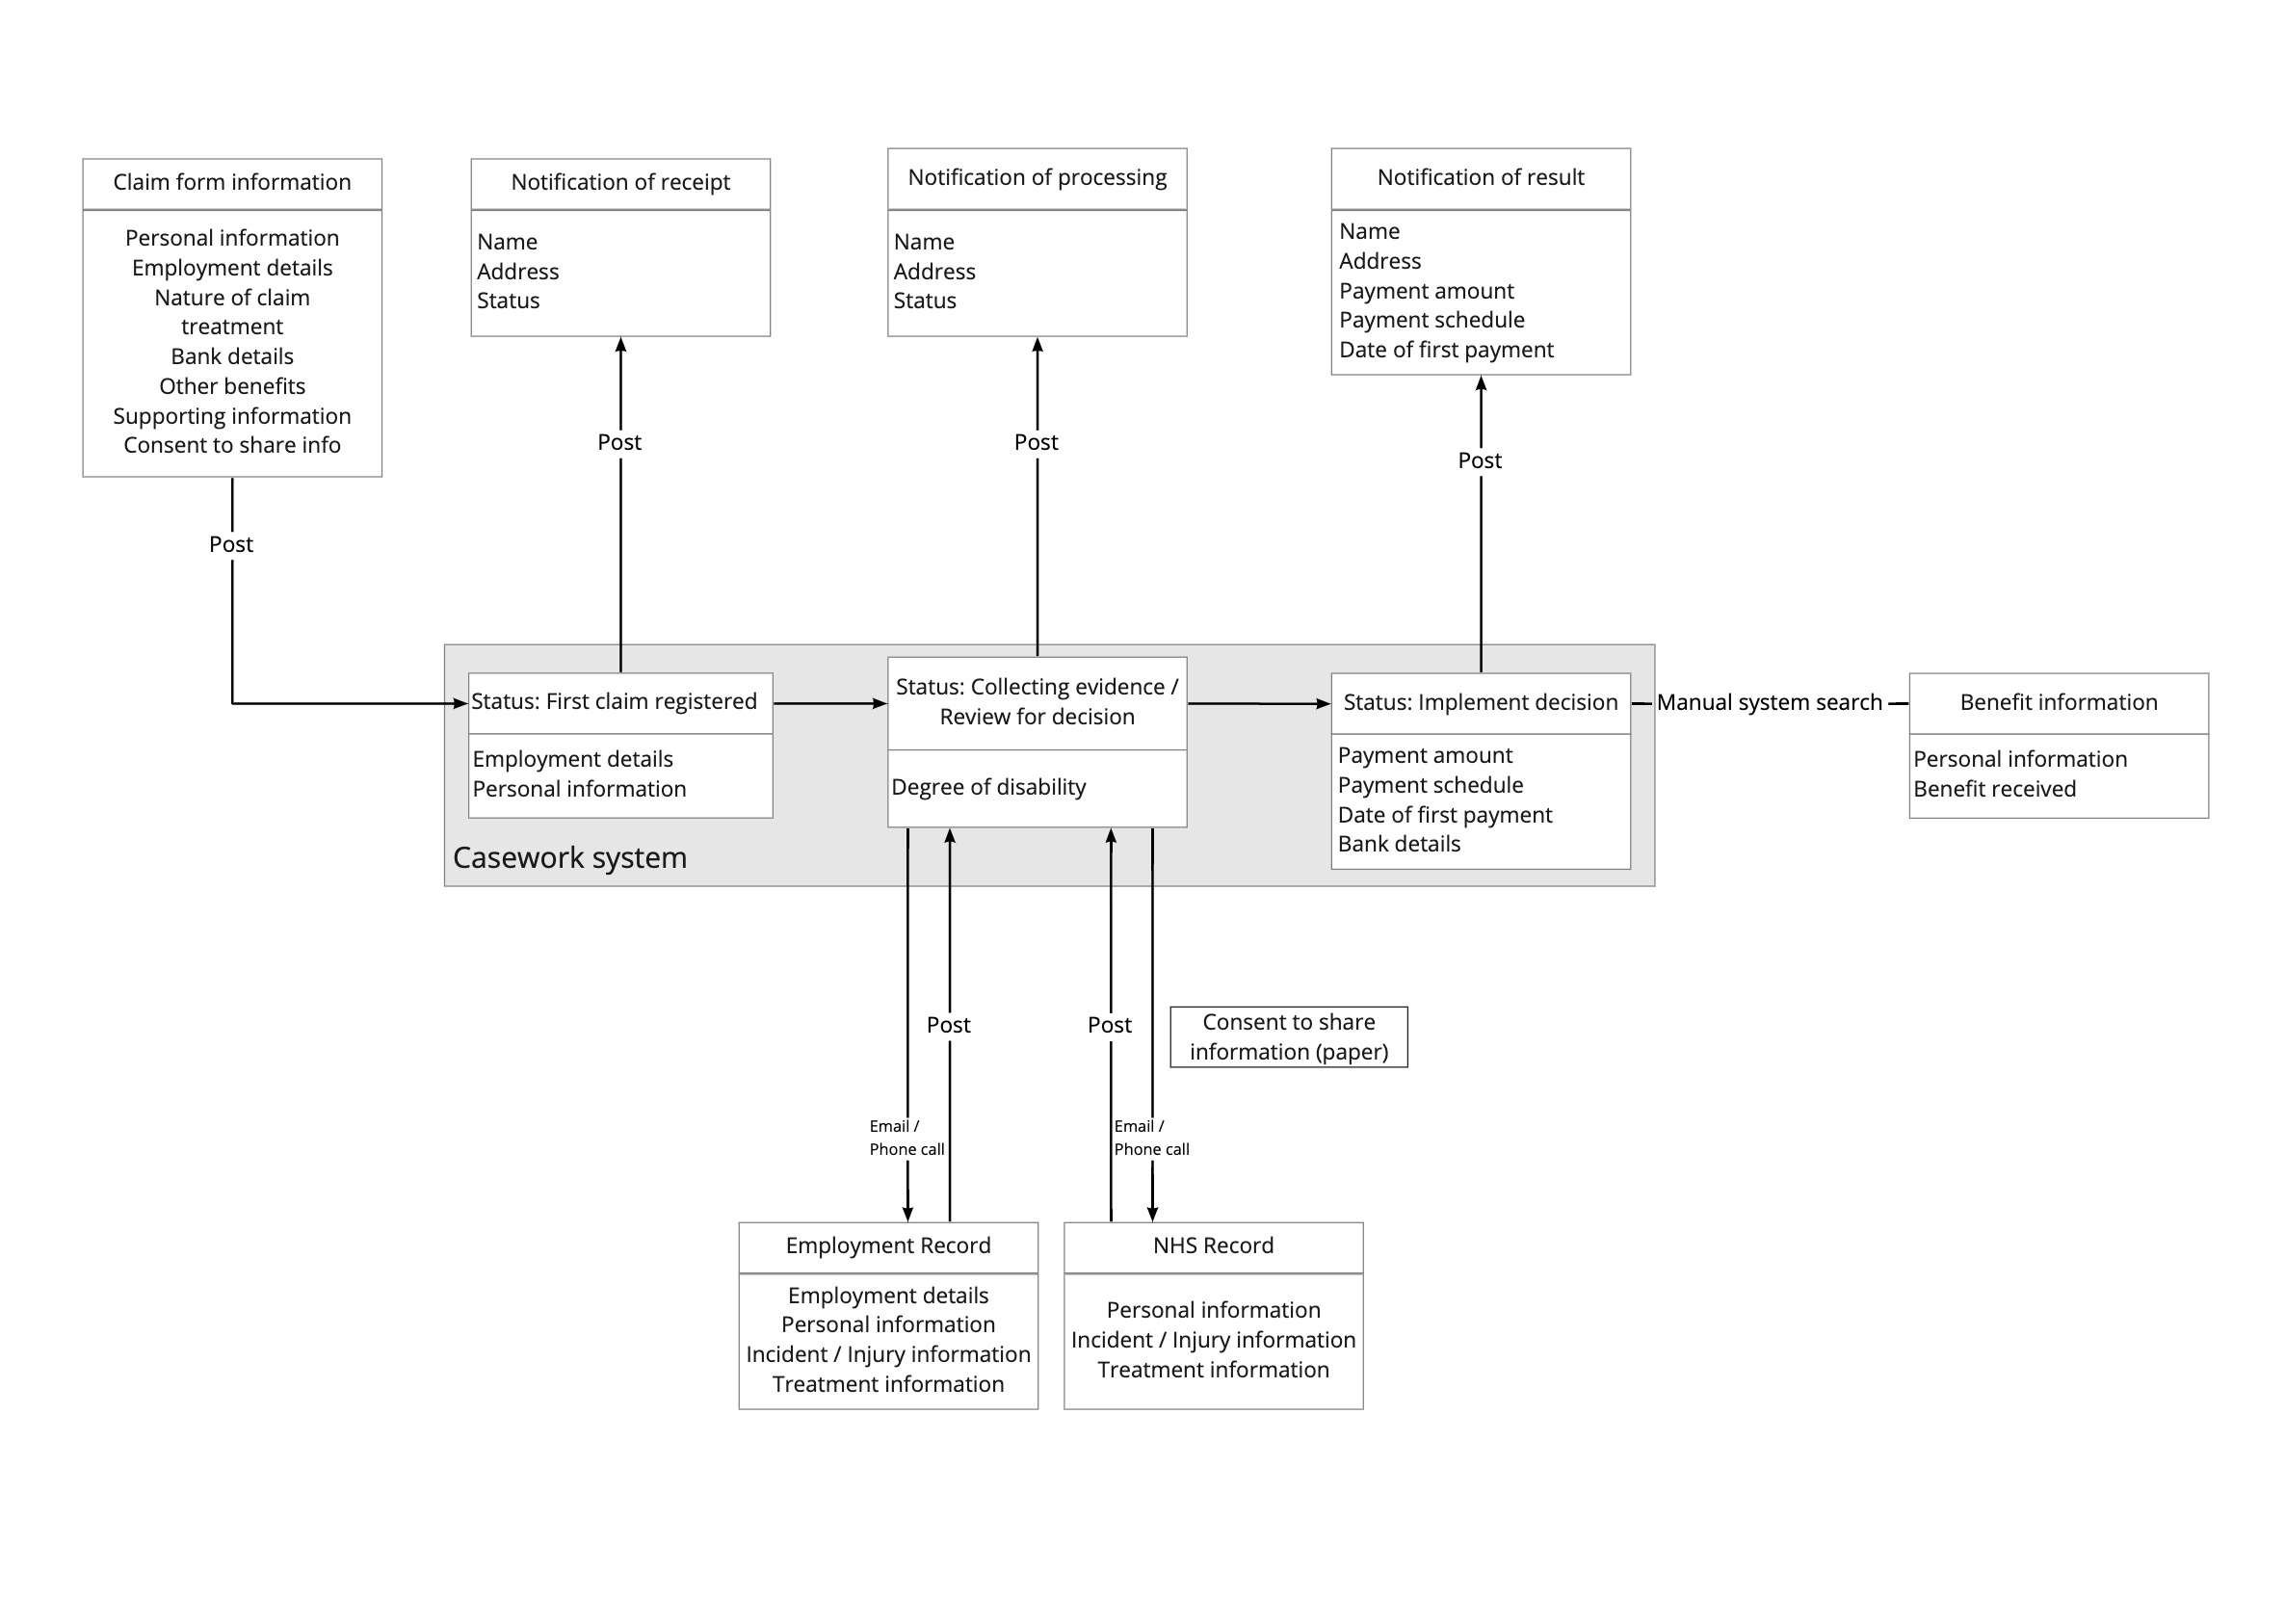 Claim form information
Personal information
Employment details
Nature of claim
treatment
Bank details
Other benefits
Supporting information
Consent to share info
Notification of receipt
Name
Address
Status
Notification of processing
Name
Address
Status
Notification of result
Name
Address
Payment amount
Payment schedule
Date of first payment
Post
Post
Post
Post
Status: First claim registered
Employment details
Personal information
Status: Collecting evidence /
Review for decision
Degree of disability
Status: Implement decision
Payment amount
Payment schedule
Date of first payment
Bank details
Manual system search
Benefit information
Personal information
Benefit received
Casework system
Post
Post
Consent to share
information (paper)
Email /
Phone call
Email /
Phone call
Employment Record
Employment details
Personal information
Incident / Injury information
Treatment information
NHS Record
Personal information
Incident / Injury information
Treatment information